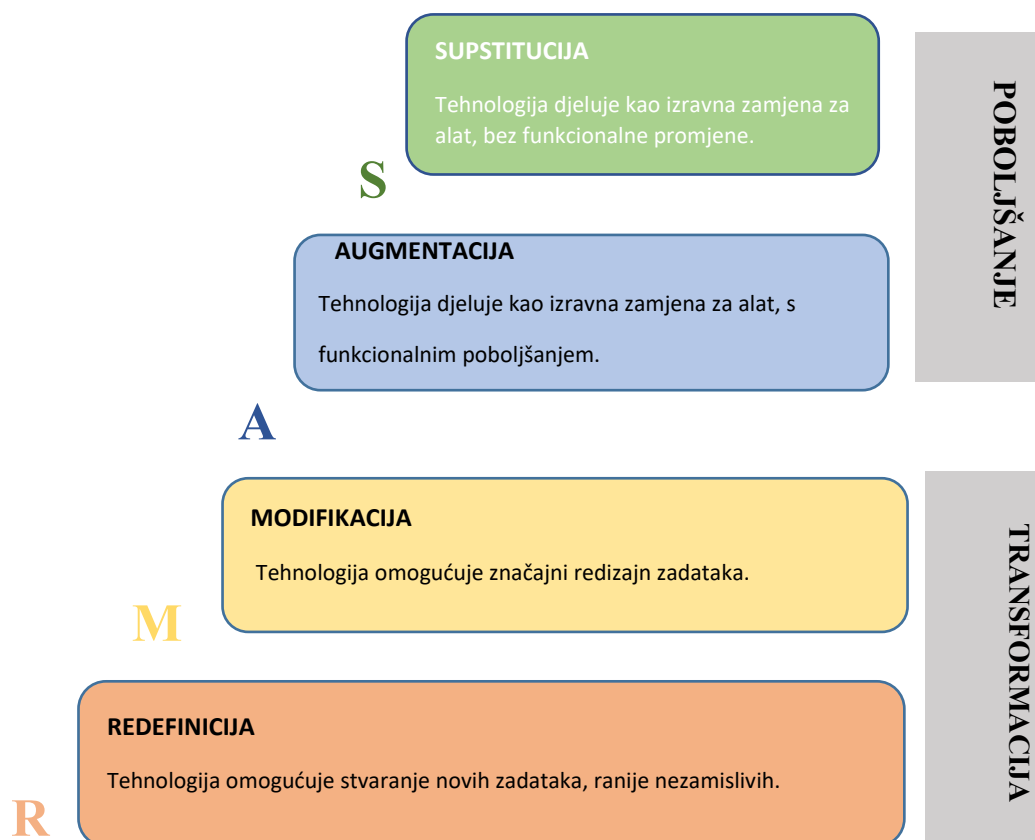 SUPSTITUCIJA
Tehnologija djeluje kao izravna zamjena za
alat, bez funkcionalne promjene.
S
POBOLJŠANJE
AUGMENTACIJA
Tehnologija djeluje kao izravna zamjena za alat, s
funkcionalnim poboljšanjem.
A
MODIFIKACIJA
Tehnologija omogućuje značajni redizajn zadataka.
M
TRANSFORMACIJA
REDEFINICIJA
Tehnologija omogućuje stvaranje novih zadataka, ranije nezamislivih.
R